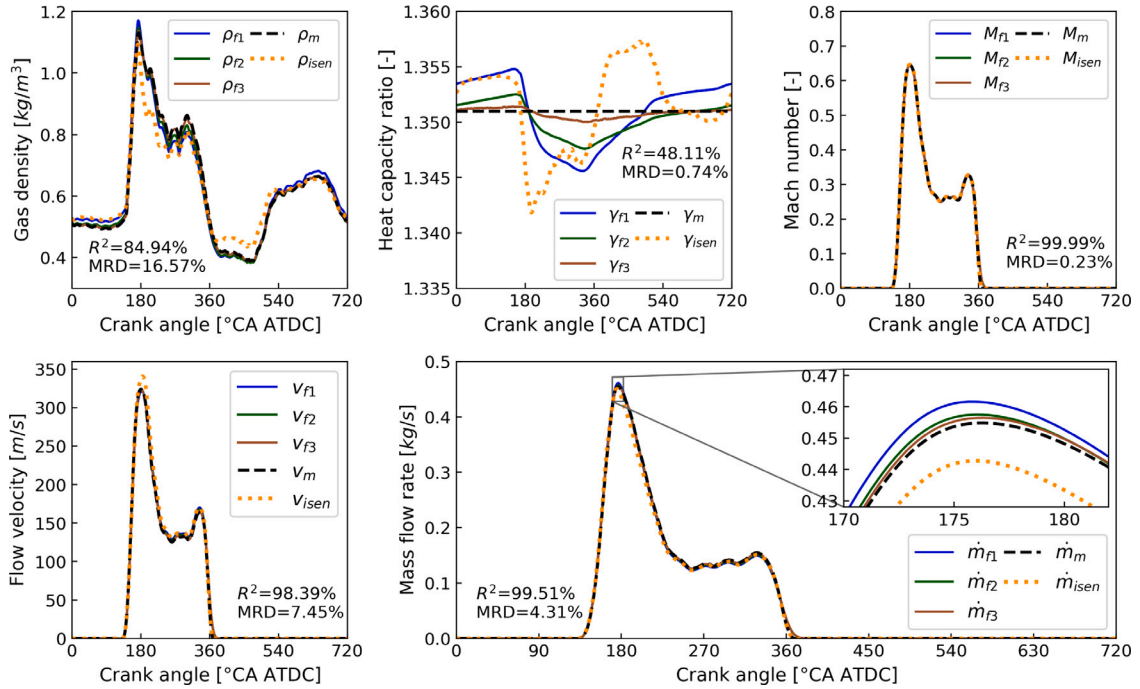 1.2
1.0
0.8
0.6
0.4
Gas density [kg/m³]
ρf1
ρm
ρf2
ρisen
ρf3
R²=84.94%
MRD=16.57%
0 180 360 540 720
Crank angle [°CA ATDC]
1.360
1.355
1.350
1.345
1.340
1.335
Heat capacity ratio [-]
R²=48.11%
MRD=0.74%
γf1
γm
γf2
γisen
γf3
0 180 360 540 720
Crank angle [°CA ATDC]
0.8
0.7
0.6
0.5
0.4
0.3
0.2
0.1
0.0
Mach number [-]
Mf1
Mm
Mf2
Misen
Mf3
R²=99.99%
MRD=0.23%
0 180 360 540 720
Crank angle [°CA ATDC]
350
300
250
200
150
100
50
0
Flow velocity [m/s]
vf1
vf2
vf3
vm
visen
R²=98.39%
MRD=7.45%
0 180 360 540 720
Crank angle [°CA ATDC]
0.5
0.4
0.3
0.2
0.1
0.0
Mass flow rate [kg/s]
0.47
0.46
0.45
0.44
0.43
170 175 180
R²=99.51%
MRD=4.31%
ṁf1
ṁm
ṁf2
ṁisen
ṁf3
0 90 180 270 360 450 540 630 720
Crank angle [°CA ATDC]